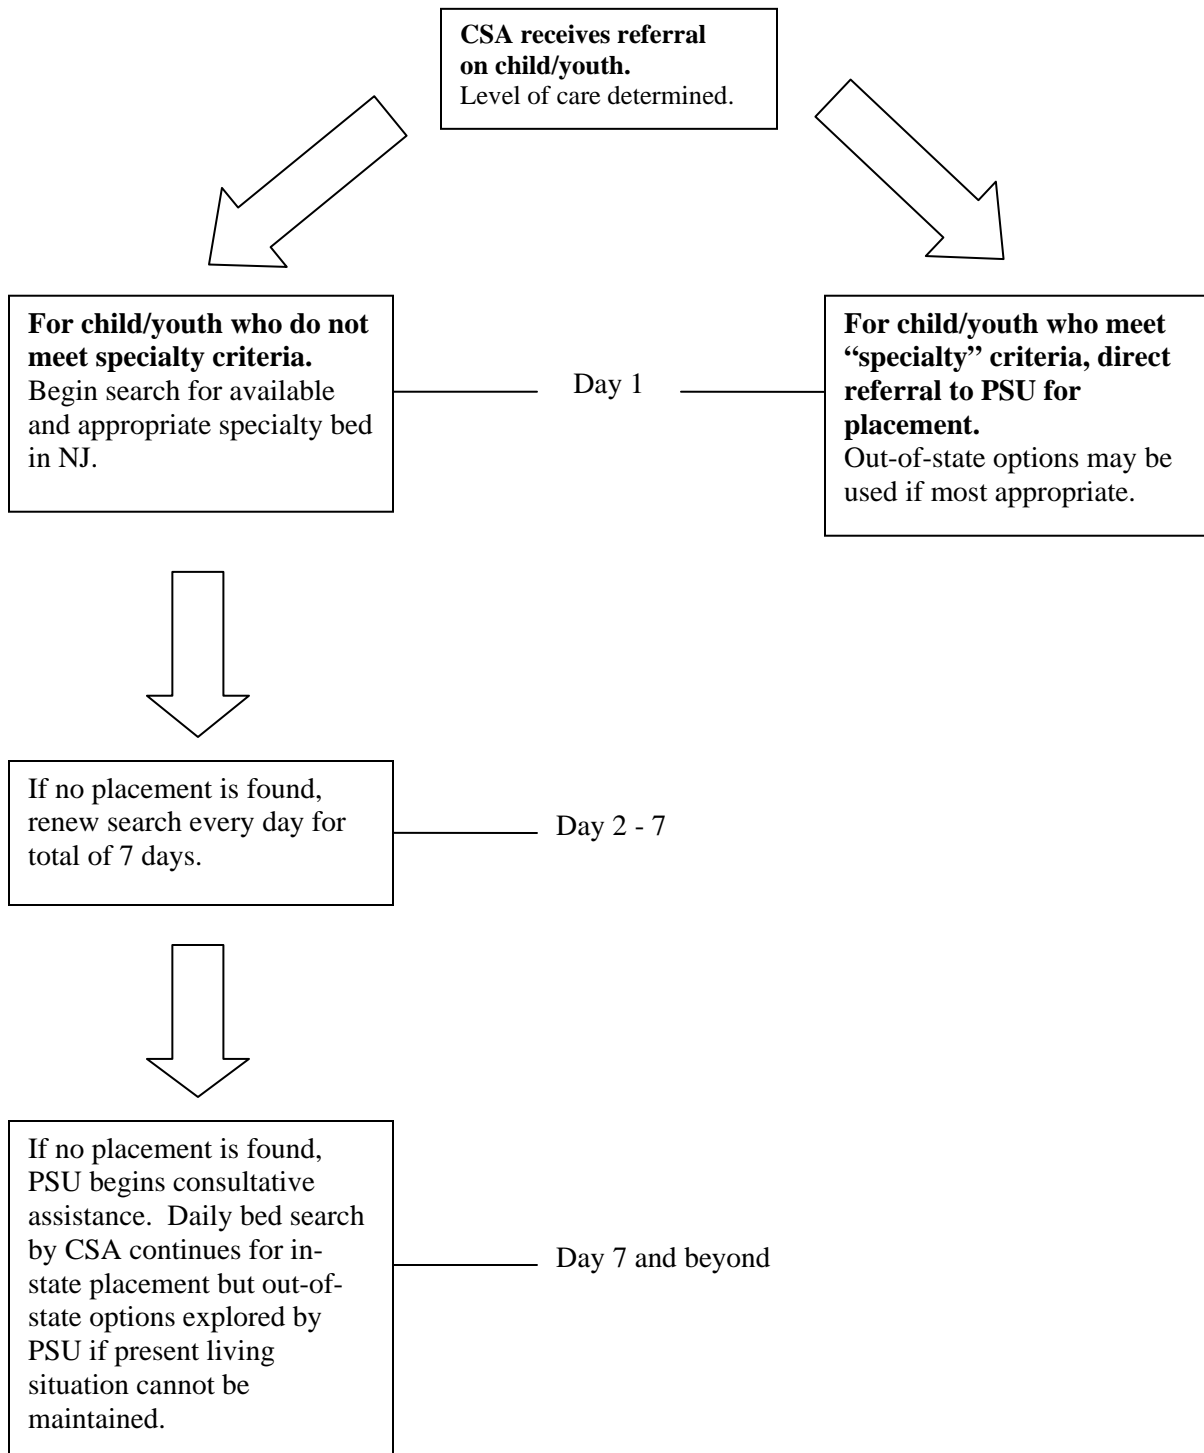 CSA receives referral
on child/youth.
Level of care determined.
For child/youth who do not
meet specialty criteria.
Begin search for available
and appropriate specialty bed
in NJ.
Day 1
For child/youth who meet
“specialty” criteria, direct
referral to PSU for
placement.
Out-of-state options may be
used if most appropriate.
If no placement is found,
renew search every day for
total of 7 days.
Day 2 - 7
If no placement is found,
PSU begins consultative
assistance.  Daily bed search
by CSA continues for in-
state placement but out-of-
state options explored by
PSU if present living
situation cannot be
maintained.
Day 7 and beyond